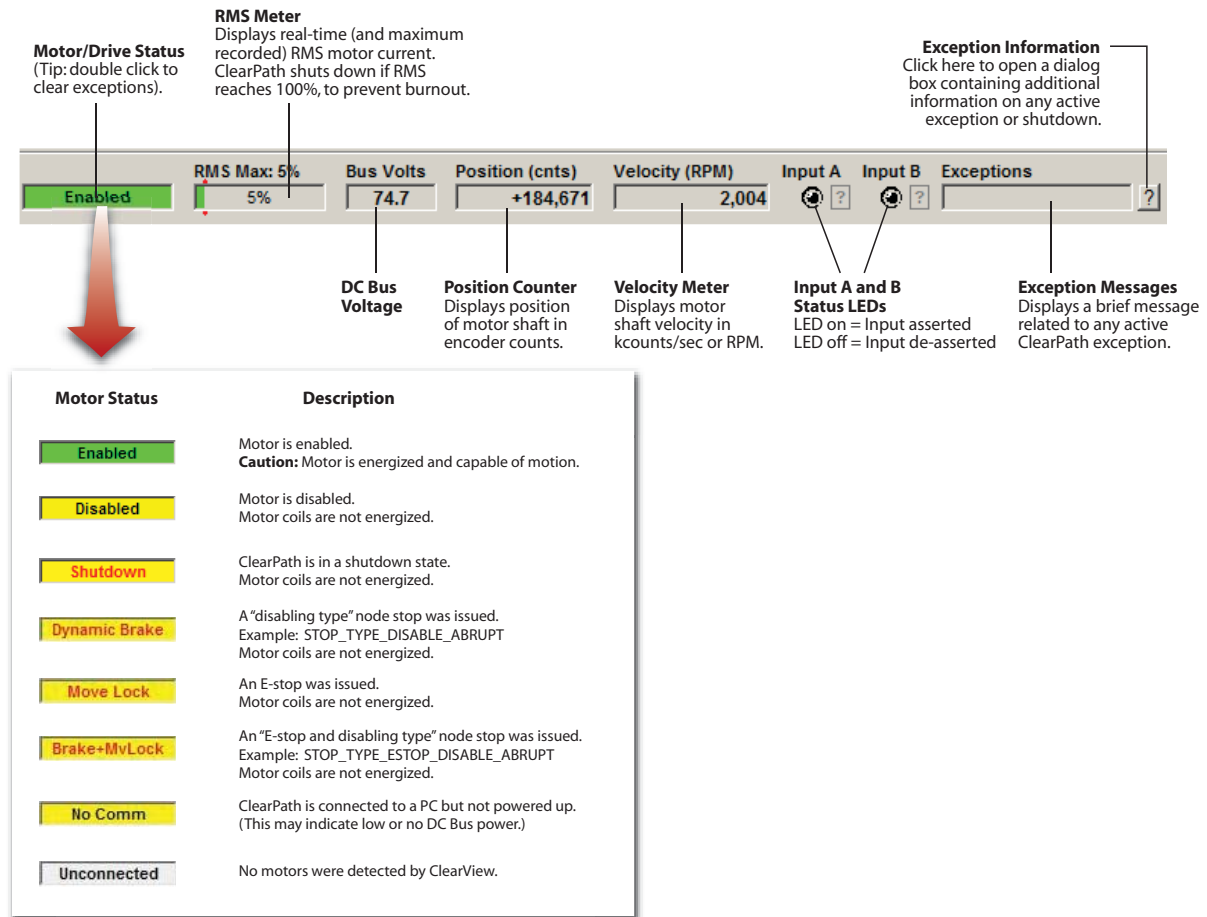 RMS Meter
Displays real-time (and maximum
recorded) RMS motor current.
ClearPath shuts down if RMS
reaches 100%, to prevent burnout.
Motor/Drive Status
(Tip: double click to
clear exceptions).
Exception Information
Click here to open a dialog
box containing additional
information on any active
exception or shutdown.
RMS Max: 5% Bus Volts Position (cnts) Velocity (RPM) Input A Input B Exceptions
Enabled 5% 74.7 +184,671 2,004 ? ? ?
DC Bus
Voltage
Position Counter
Displays position
of motor shaft in
encoder counts.
Velocity Meter
Displays motor
shaft velocity in
kcounts/sec or RPM.
Input A and B
Status LEDs
LED on = Input asserted
LED off = Input de-asserted
Exception Messages
Displays a brief message
related to any active
ClearPath exception.
Motor Status Description
Enabled
Motor is enabled.
Caution: Motor is energized and capable of motion.
Disabled
Motor is disabled.
Motor coils are not energized.
Shutdown
ClearPath is in a shutdown state.
Motor coils are not energized.
Dynamic Brake
A "disabling type" node stop was issued.
Example: STOP_TYPE_DISABLE_ABRUPT
Motor coils are not energized.
Move Lock
An E-stop was issued.
Motor coils are not energized.
Brake+MvLock
An "E-stop and disabling type" node stop was issued.
Example: STOP_TYPE_ESTOP_DISABLE_ABRUPT
Motor coils are not energized.
No Comm
ClearPath is connected to a PC but not powered up.
(This may indicate low or no DC Bus power.)
Unconnected
No motors were detected by ClearView.